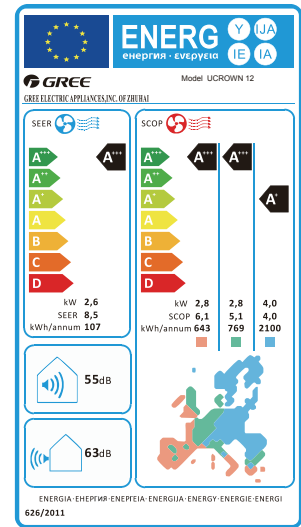 ENERG
енергия · ενεργεια
Y
IJA
IE
IA
GREE
Model UCROWN 12
GREE ELECTRIC APPLIANCES,INC. OF ZHUHAI
SEER
SCOP
A+++
A++
A+
A
B
C
D
A+++
A+++
A++
A+
A
B
C
D
A+++
A+++
A+
kW 2,6
SEER 8,5
kWh/annum 107
kW 2,8 2,8 4,0
SCOP 6,1 5,1 4,0
kWh/annum 643 769 2100
55dB
63dB
ENERGIA·ЕНЕРГИЯ·ΕΝΕΡΓΕΙΑ·ENERGIJA·ENERGY·ENERGIE·ENERGI
626/2011